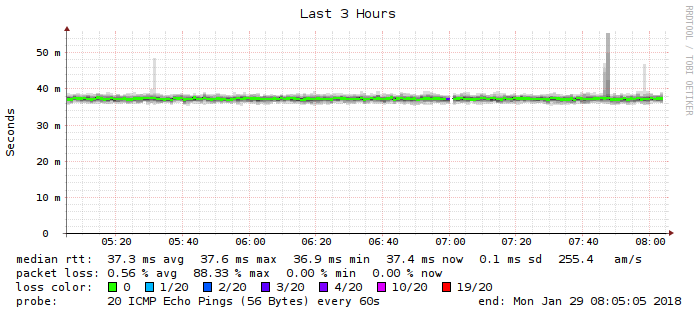 Last 3 Hours
RRDTOOL / TOBI OETIKER
Seconds
50 m
40 m
30 m
20 m
10 m
0
05:20 05:40 06:00 06:20 06:40 07:00 07:20 07:40 08:00
median rtt: 37.3 ms avg 37.6 ms max 36.9 ms min 37.4 ms now 0.1 ms sd 255.4 am/s
packet loss: 0.56 % avg 88.33 % max 0.00 % min 0.00 % now
loss color: 0 1/20 2/20 3/20 4/20 10/20 19/20
probe: 20 ICMP Echo Pings (56 Bytes) every 60s end: Mon Jan 29 08:05:05 2018